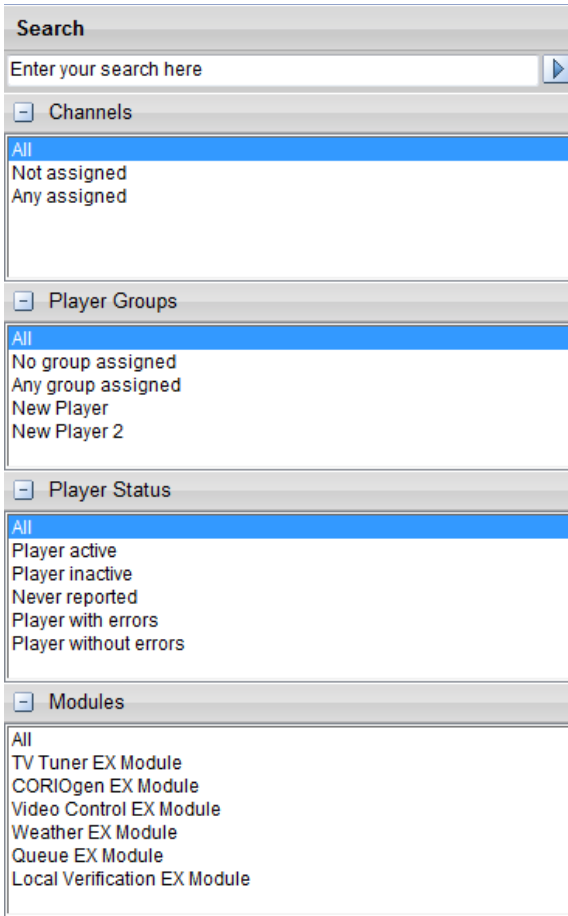 Search
Enter your search here
Channels
All
Not assigned
Any assigned
Player Groups
All
No group assigned
Any group assigned
New Player
New Player 2
Player Status
All
Player active
Player inactive
Never reported
Player with errors
Player without errors
Modules
All
TV Tuner EX Module
CORIOgen EX Module
Video Control EX Module
Weather EX Module
Queue EX Module
Local Verification EX Module